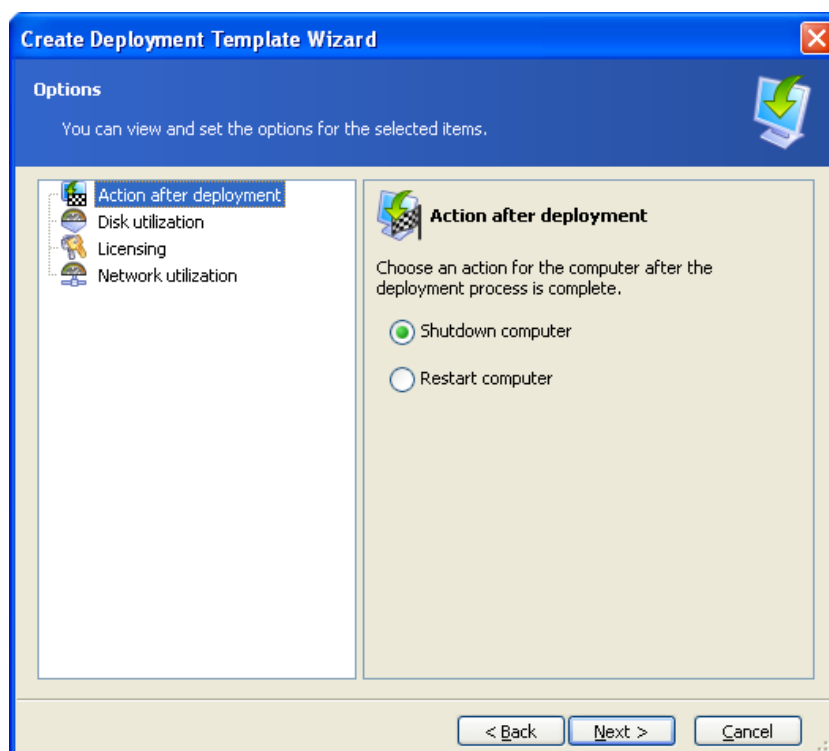 Create Deployment Template Wizard
Options
You can view and set the options for the selected items.
Action after deployment
Disk utilization
Licensing
Network utilization
Action after deployment
Choose an action for the computer after the
deployment process is complete.
Shutdown computer
Restart computer
< Back
Next >
Cancel